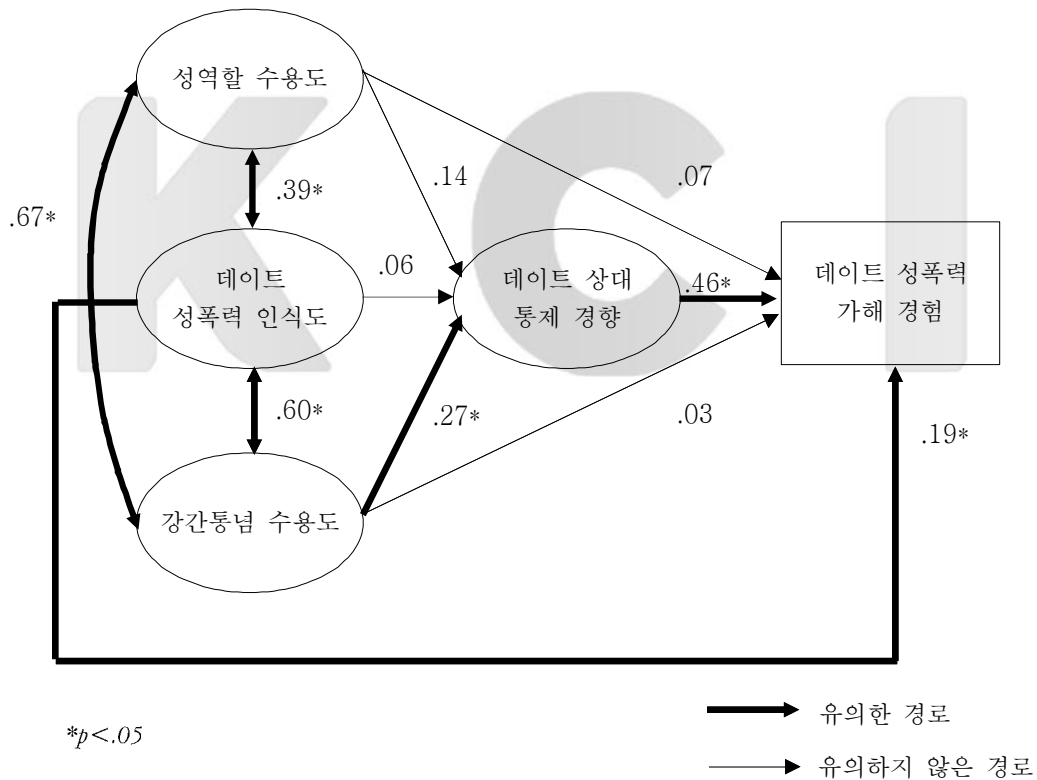 성역할 수용도
.14
.07
.39*
.67*
데이트
성폭력 인식도
.06
데이트 상대
통제 경향
.46*
데이트 성폭력
가해 경험
.60*
.27*
.03
.19*
강간통념 수용도
*p<.05
유의한 경로
유의하지 않은 경로
KCI